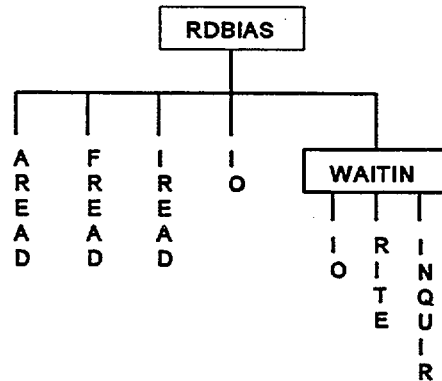 RDBIAS
AREAD
FREAD
IREAD
IO
WAITIN
IO
RITE
INQUIR